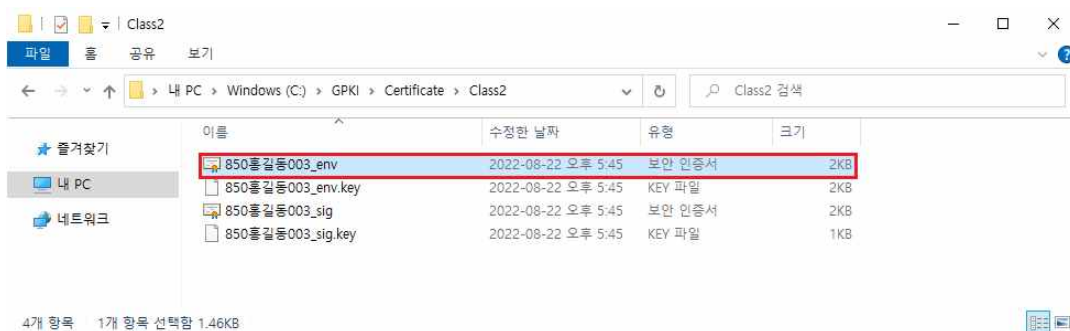 Class2
파일 홈 공유 보기
내 PC > Windows (C:) > GPKI > Certificate > Class2
Class2 검색
이름 수정한 날짜 유형 크기
즐겨찾기
내 PC
네트워크
850홍길동003_env 2022-08-22 오후 5:45 보안 인증서 2KB
850홍길동003_env.key 2022-08-22 오후 5:45 KEY 파일 2KB
850홍길동003_sig 2022-08-22 오후 5:45 보안 인증서 2KB
850홍길동003_sig.key 2022-08-22 오후 5:45 KEY 파일 1KB
4개 항목 1개 항목 선택함 1.46KB